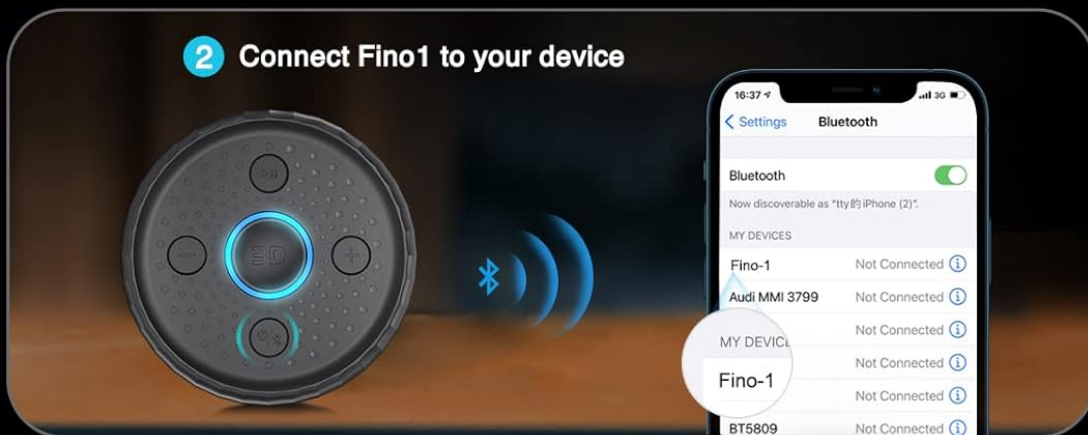 2 Connect Fino1 to your device
3D
16:37
3G
Settings
Bluetooth
Bluetooth
Now discoverable as "tty的 iPhone (2)".
MY DEVICES
Fino-1 Not Connected
Audi MMI 3799 Not Connected
Not Connected
MY DEVIC
Not Connected
Fino-1
Not Connected
BT5809 Not Connected